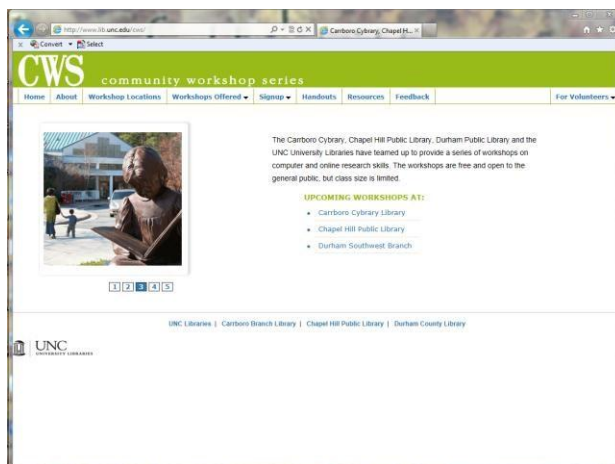 http://www.lib.unc.edu/cws/
Carrboro Cybrary, Chapel H...
x Convert Select
CWS community workshop series
Home About Workshop Locations Workshops Offered Signup Handouts Resources Feedback For Volunteers
The Carrboro Cybrary, Chapel Hill Public Library, Durham Public Library and the
UNC University Libraries have teamed up to provide a series of workshops on
computer and online research skills. The workshops are free and open to the
general public, but class size is limited.
UPCOMING WORKSHOPS AT:
Carrboro Cybrary Library
Chapel Hill Public Library
Durham Southwest Branch
1 2 3 4 5
UNC Libraries | Carrboro Branch Library | Chapel Hill Public Library | Durham County Library
UNC
UNIVERSITY LIBRARIES